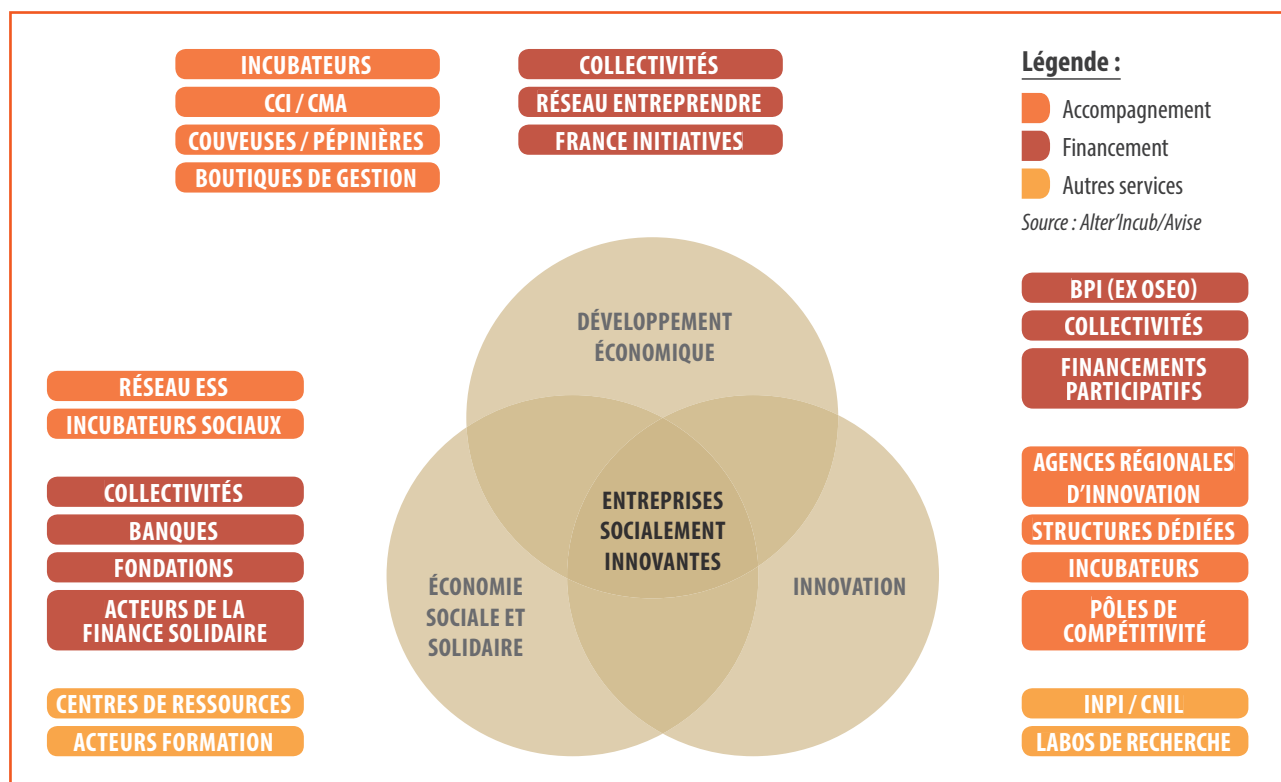 INCUBATEURS
CCI / CMA
COUVEUSES / PÉPINIÈRES
BOUTIQUES DE GESTION
COLLECTIVITÉS
RÉSEAU ENTREPRENDRE
FRANCE INITIATIVES
Légende :
Accompagnement
Financement
Autres services
Source : Alter'Incub/Avise
RÉSEAU ESS
INCUBATEURS SOCIAUX
COLLECTIVITÉS
BANQUES
FONDATIONS
ACTEURS DE LA
FINANCE SOLIDAIRE
CENTRES DE RESSOURCES
ACTEURS FORMATION
DÉVELOPPEMENT
ÉCONOMIQUE
ENTREPRISES
SOCIALEMENT
INNOVANTES
ÉCONOMIE
SOCIALE ET
SOLIDAIRE
INNOVATION
BPI (EX OSEO)
COLLECTIVITÉS
FINANCEMENTS
PARTICIPATIFS
AGENCES RÉGIONALES
D'INNOVATION
STRUCTURES DÉDIÉES
INCUBATEURS
PÔLES DE
COMPÉTITIVITÉ
INPI / CNIL
LABOS DE RECHERCHE